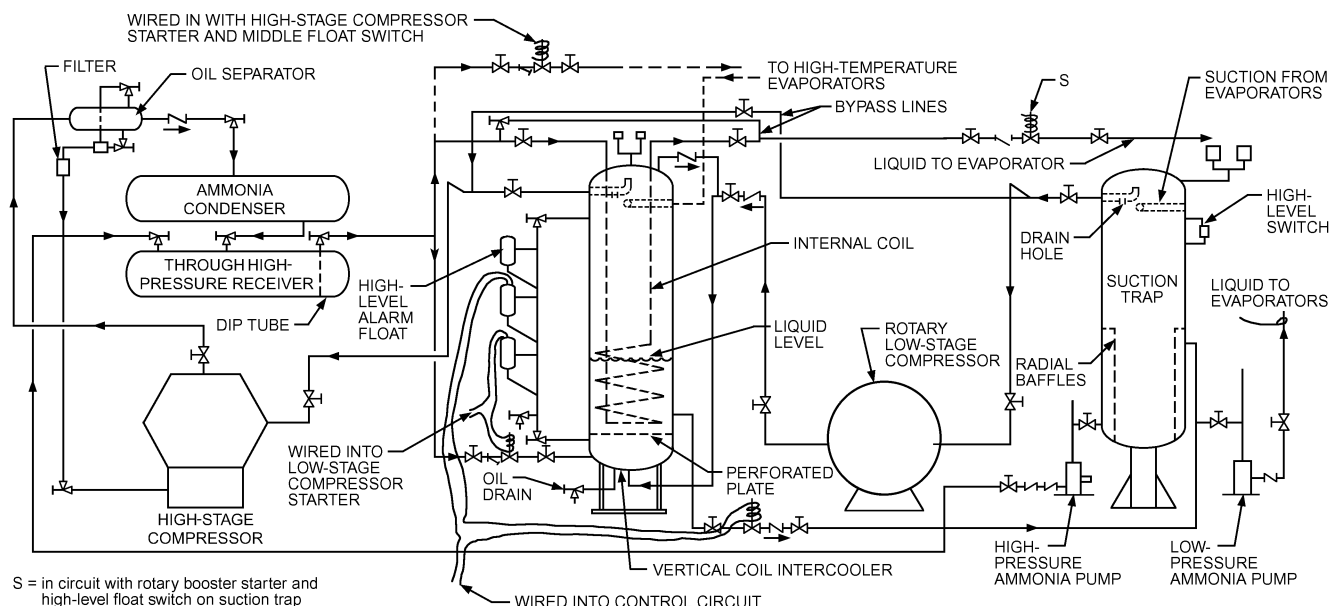 WIRED IN WITH HIGH-STAGE COMPRESSOR
STARTER AND MIDDLE FLOAT SWITCH
FILTER
OIL SEPARATOR
TO HIGH-TEMPERATURE
EVAPORATORS
BYPASS LINES
S
SUCTION FROM
EVAPORATORS
LIQUID TO EVAPORATOR
AMMONIA
CONDENSER
THROUGH HIGH-
PRESSURE RECEIVER
DIP TUBE
HIGH-
LEVEL
ALARM
FLOAT
INTERNAL COIL
LIQUID
LEVEL
ROTARY
LOW-STAGE
COMPRESSOR
DRAIN
HOLE
HIGH-
LEVEL
SWITCH
SUCTION
TRAP
LIQUID TO
EVAPORATORS
RADIAL
BAFFLES
WIRED INTO
LOW-STAGE
COMPRESSOR
STARTER
OIL
DRAIN
PERFORATED
PLATE
HIGH-STAGE
COMPRESSOR
HIGH-
PRESSURE
AMMONIA PUMP
LOW-
PRESSURE
AMMONIA PUMP
VERTICAL COIL INTERCOOLER
WIRED INTO CONTROL CIRCUIT
S = in circuit with rotary booster starter and
high-level float switch on suction trap